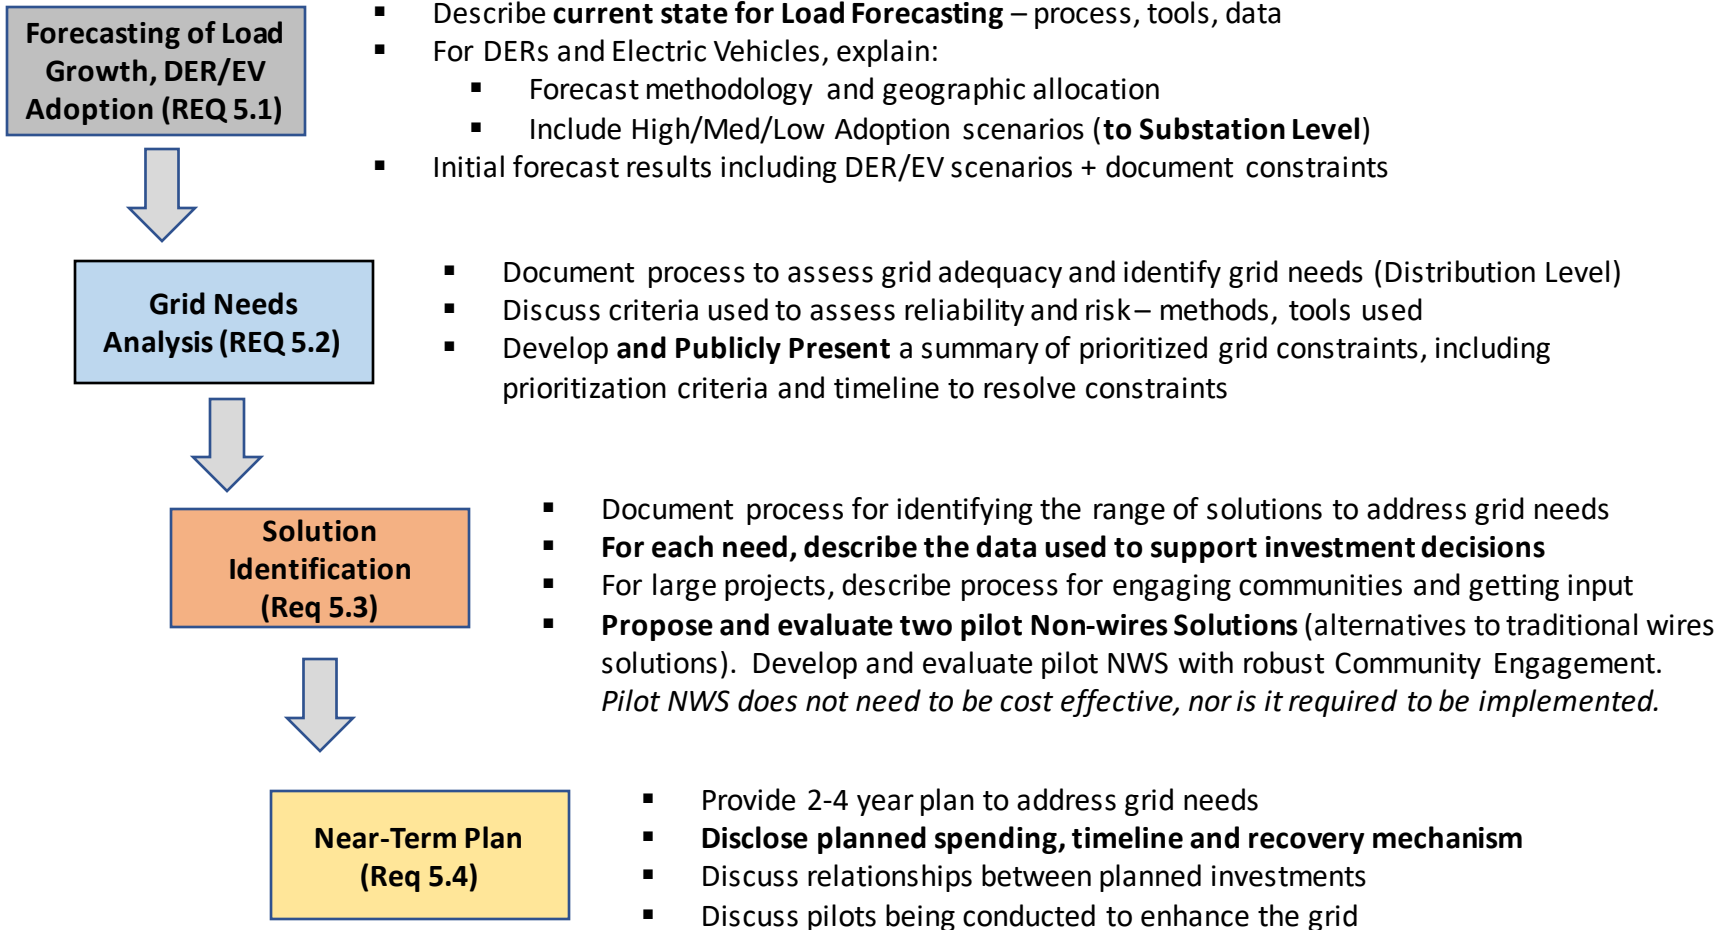 Forecasting of Load
Growth, DER/EV
Adoption (REQ 5.1)
▪ Describe current state for Load Forecasting – process, tools, data
▪ For DERs and Electric Vehicles, explain:
▪ Forecast methodology and geographic allocation
▪ Include High/Med/Low Adoption scenarios (to Substation Level)
▪ Initial forecast results including DER/EV scenarios + document constraints
Grid Needs
Analysis (REQ 5.2)
▪ Document process to assess grid adequacy and identify grid needs (Distribution Level)
▪ Discuss criteria used to assess reliability and risk – methods, tools used
▪ Develop and Publicly Present a summary of prioritized grid constraints, including
prioritization criteria and timeline to resolve constraints
Solution
Identification
(Req 5.3)
▪ Document process for identifying the range of solutions to address grid needs
▪ For each need, describe the data used to support investment decisions
▪ For large projects, describe process for engaging communities and getting input
▪ Propose and evaluate two pilot Non-wires Solutions (alternatives to traditional wires
solutions). Develop and evaluate pilot NWS with robust Community Engagement.
Pilot NWS does not need to be cost effective, nor is it required to be implemented.
Near-Term Plan
(Req 5.4)
▪ Provide 2-4 year plan to address grid needs
▪ Disclose planned spending, timeline and recovery mechanism
▪ Discuss relationships between planned investments
▪ Discuss pilots being conducted to enhance the grid